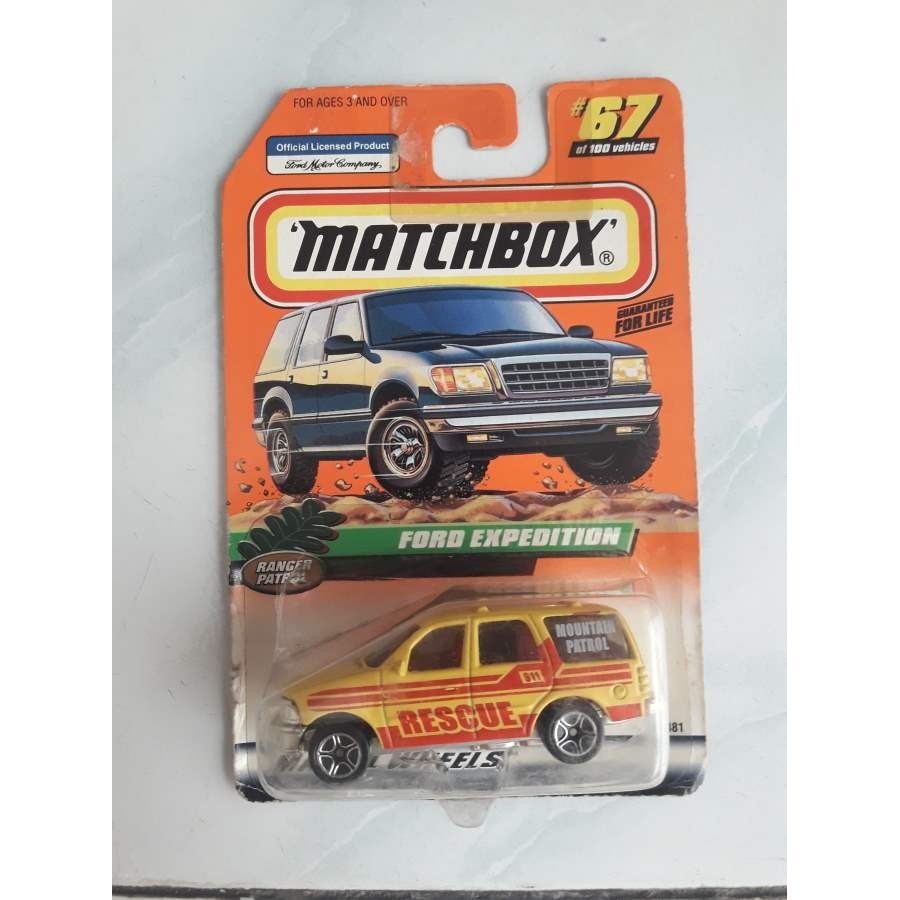 FOR AGES 3 AND OVER
#67
of 100 vehicles
Official Licensed Product
Ford Motor Company
'MATCHBOX'®
GUARANTEED
FOR LIFE
FORD EXPEDITION
RANGER
PATROL
MOUNTAIN
PATROL
911
RESCUE